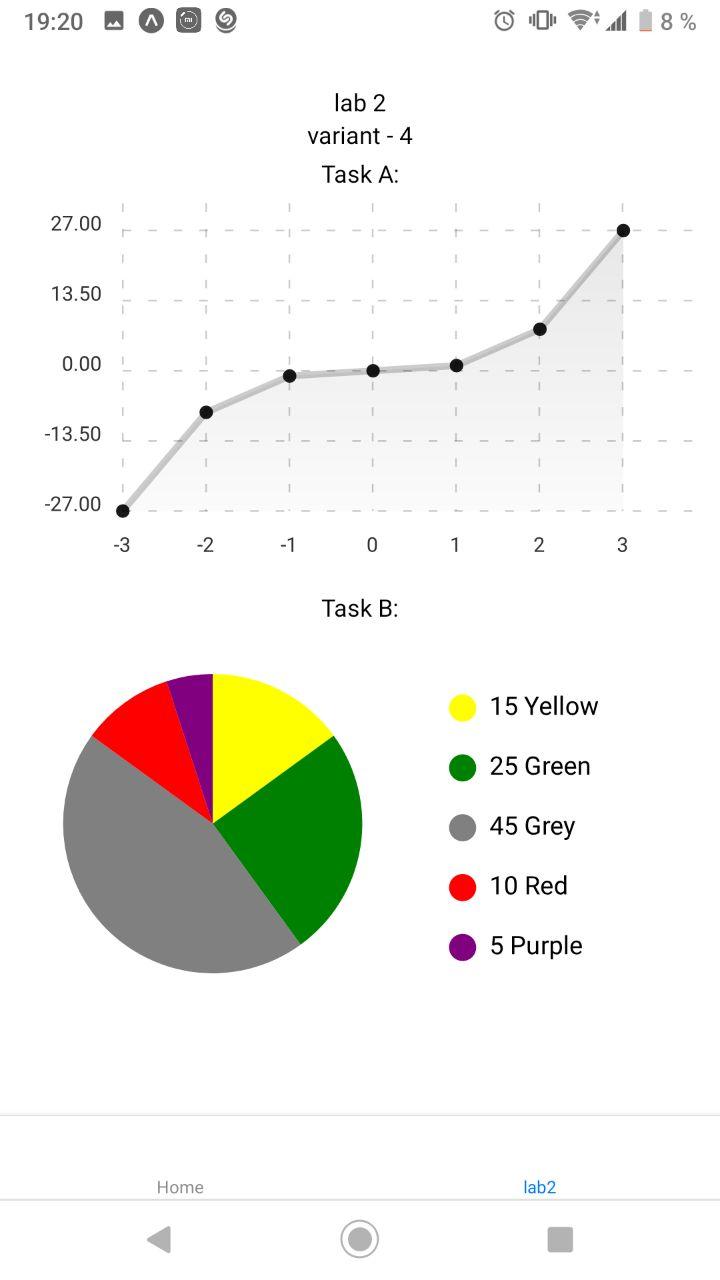 19:20 8 %
lab 2
variant - 4
Task A:
27.00
13.50
0.00
-13.50
-27.00
-3 -2 -1 0 1 2 3
Task B:
15 Yellow
25 Green
45 Grey
10 Red
5 Purple
Home lab2